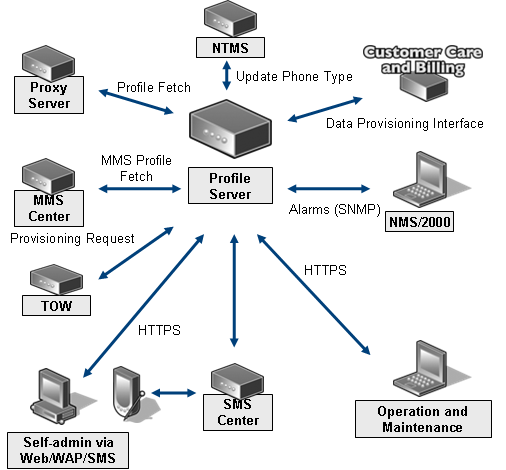 NTMS
Customer Care
and Billing
Proxy
Server
Profile Fetch
Update Phone Type
Data Provisioning Interface
MMS Profile
Fetch
Profile
Server
MMS
Center
Alarms (SNMP)
NMS/2000
Provisioning Request
TOW
HTTPS
HTTPS
SMS
Center
Operation and
Maintenance
Self-admin via
Web/WAP/SMS